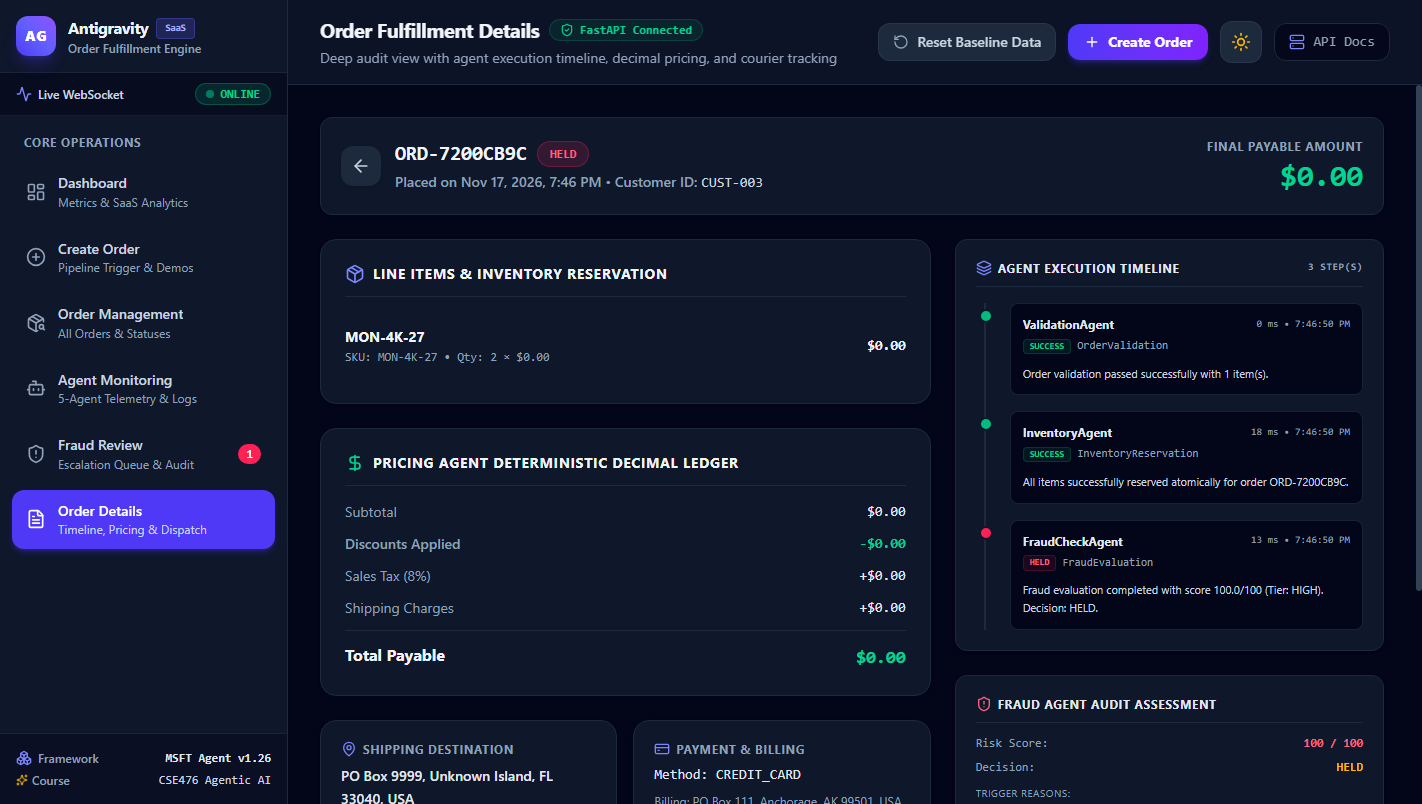 AG
Antigravity SaaS
Order Fulfillment Engine
Live WebSocket ONLINE
CORE OPERATIONS
Dashboard
Metrics & SaaS Analytics
Create Order
Pipeline Trigger & Demos
Order Management
All Orders & Statuses
Agent Monitoring
5-Agent Telemetry & Logs
Fraud Review
Escalation Queue & Audit
1
Order Details
Timeline, Pricing & Dispatch
Framework MSFT Agent v1.26
Course CSE476 Agentic AI
Order Fulfillment Details FastAPI Connected
Deep audit view with agent execution timeline, decimal pricing, and courier tracking
Reset Baseline Data
Create Order
API Docs
ORD-7200CB9C HELD
Placed on Nov 17, 2026, 7:46 PM • Customer ID: CUST-003
FINAL PAYABLE AMOUNT
$0.00
LINE ITEMS & INVENTORY RESERVATION
MON-4K-27
SKU: MON-4K-27 • Qty: 2 × $0.00
$0.00
PRICING AGENT DETERMINISTIC DECIMAL LEDGER
Subtotal $0.00
Discounts Applied -$0.00
Sales Tax (8%) +$0.00
Shipping Charges +$0.00
Total Payable $0.00
SHIPPING DESTINATION
PO Box 9999, Unknown Island, FL
33040, USA
PAYMENT & BILLING
Method: CREDIT_CARD
Billing: PO Box 111, Anchorage, AK 99501, USA
AGENT EXECUTION TIMELINE 3 STEP(S)
ValidationAgent 0 ms • 7:46:50 PM
SUCCESS OrderValidation
Order validation passed successfully with 1 item(s).
InventoryAgent 18 ms • 7:46:50 PM
SUCCESS InventoryReservation
All items successfully reserved atomically for order ORD-7200CB9C.
FraudCheckAgent 13 ms • 7:46:50 PM
HELD FraudEvaluation
Fraud evaluation completed with score 100.0/100 (Tier: HIGH).
Decision: HELD.
FRAUD AGENT AUDIT ASSESSMENT
Risk Score: 100 / 100
Decision: HELD
TRIGGER REASONS: